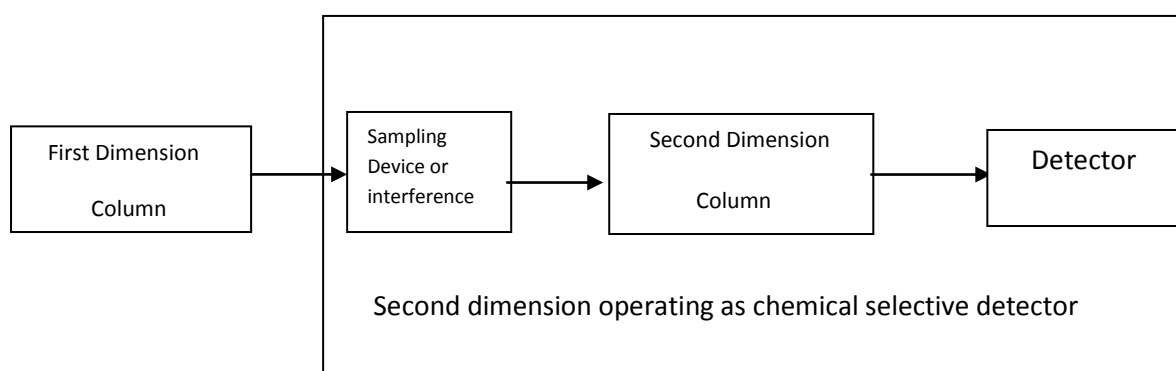 First Dimension
Column
Sampling
Device or
interference
Second Dimension
Column
Detector
Second dimension operating as chemical selective detector